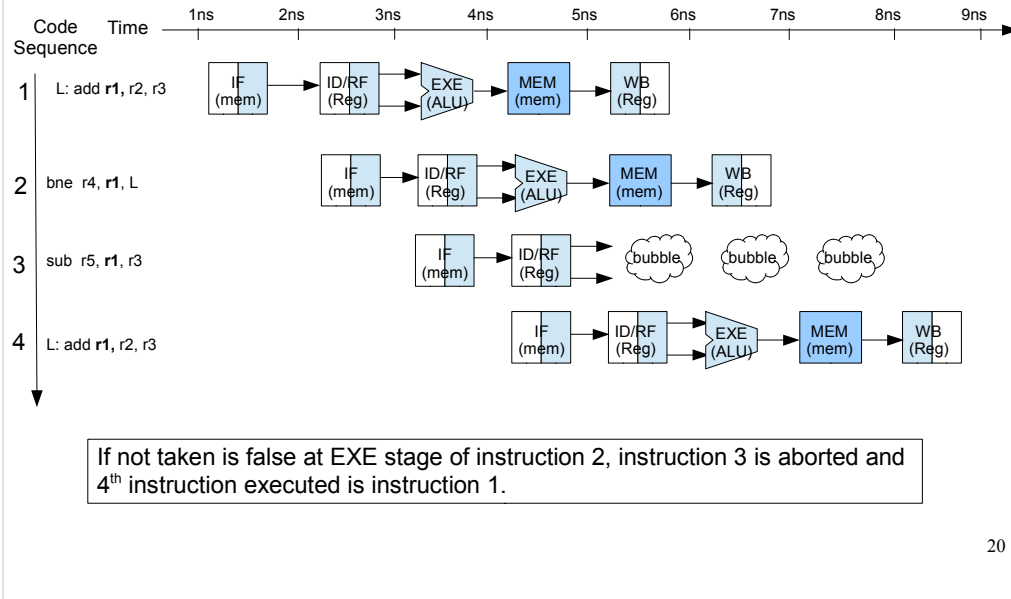 1ns 2ns 3ns 4ns 5ns 6ns 7ns 8ns 9ns
Code Time
Sequence
1 L: add r1, r2, r3
IF ID/RF EXE MEM WB
(mem) (Reg) (ALU) (mem) (Reg)
2 bne r4, r1, L
IF ID/RF EXE MEM WB
(mem) (Reg) (ALU) (mem) (Reg)
3 sub r5, r1, r3
IF ID/RF bubble bubble bubble
(mem) (Reg)
4 L: add r1, r2, r3
IF ID/RF EXE MEM WB
(mem) (Reg) (ALU) (mem) (Reg)
If not taken is false at EXE stage of instruction 2, instruction 3 is aborted and
4th instruction executed is instruction 1.
20